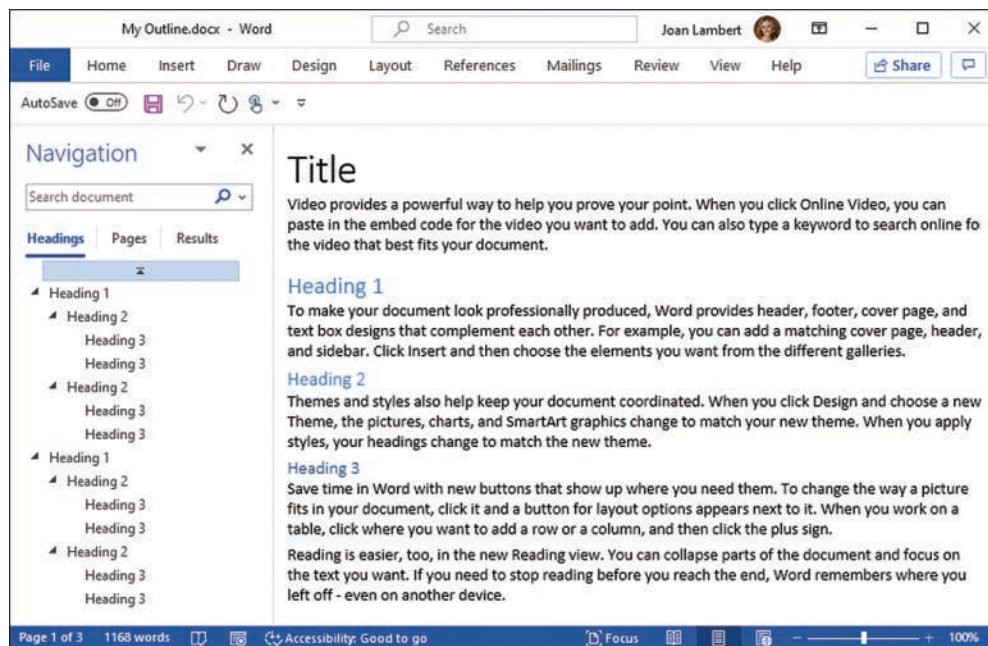 My Outline.docx - Word
Search
Joan Lambert
File Home Insert Draw Design Layout References Mailings Review View Help Share
AutoSave Off
Navigation
Search document
Headings Pages Results
Heading 1
Heading 2
Heading 3
Heading 3
Heading 2
Heading 3
Heading 3
Heading 1
Heading 2
Heading 3
Heading 3
Heading 2
Heading 3
Heading 3
Title
Video provides a powerful way to help you prove your point. When you click Online Video, you can
paste in the embed code for the video you want to add. You can also type a keyword to search online fo
the video that best fits your document.
Heading 1
To make your document look professionally produced, Word provides header, footer, cover page, and
text box designs that complement each other. For example, you can add a matching cover page, header,
and sidebar. Click Insert and then choose the elements you want from the different galleries.
Heading 2
Themes and styles also help keep your document coordinated. When you click Design and choose a new
Theme, the pictures, charts, and SmartArt graphics change to match your new theme. When you apply
styles, your headings change to match the new theme.
Heading 3
Save time in Word with new buttons that show up where you need them. To change the way a picture
fits in your document, click it and a button for layout options appears next to it. When you work on a
table, click where you want to add a row or a column, and then click the plus sign.
Reading is easier, too, in the new Reading view. You can collapse parts of the document and focus on
the text you want. If you need to stop reading before you reach the end, Word remembers where you
left off - even on another device.
Page 1 of 3 1168 words Accessibility: Good to go Focus 100%